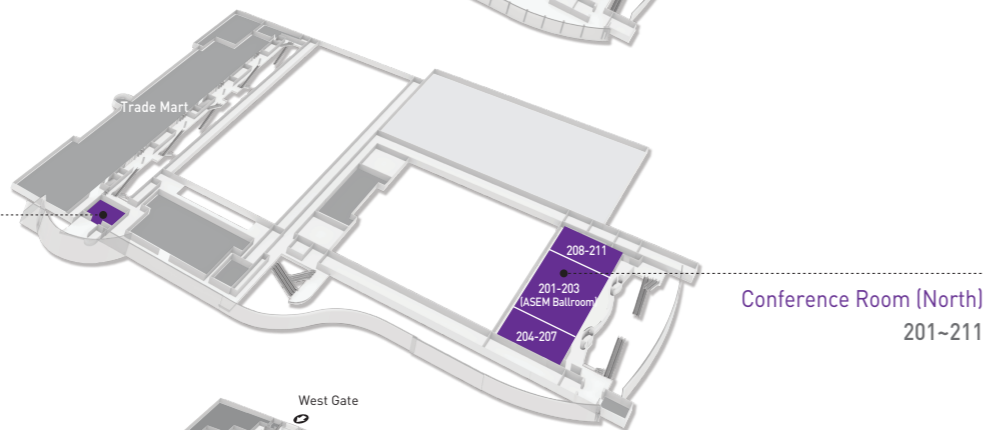 Trade Mart
208-211
201-203
(ASEM Ballroom)
204-207
Conference Room (North)
201~211
West Gate